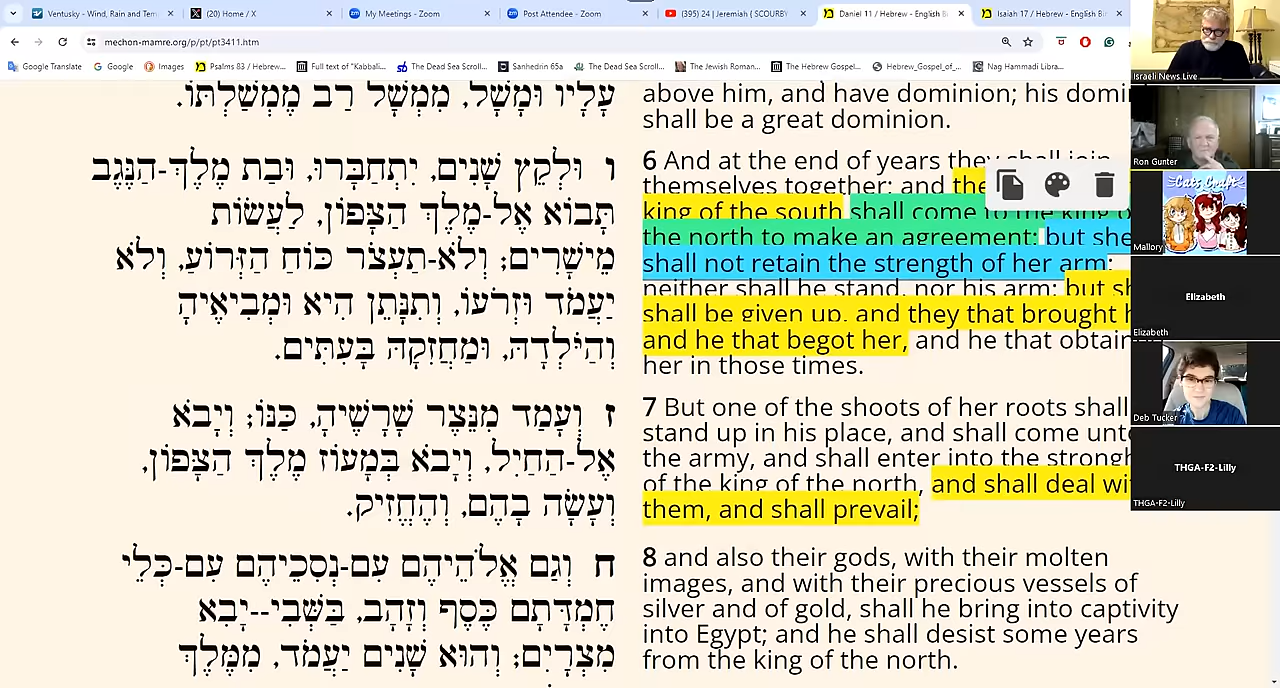 Ventusky - Wind, Rain and Temp
(20) Home / X
My Meetings - Zoom
Post Attendee - Zoom
(395) 24 | Jeremiah ( SCOURBY
Daniel 11 / Hebrew - English Bi
Isaiah 17 / Hebrew - English Bi
mechon-mamre.org/p/pt/pt3411.htm
Google Translate
Google
Images
Psalms 83 / Hebrew...
Full text of "Kabbali...
The Dead Sea Scroll...
Sanhedrin 65a
The Dead Sea Scroll...
The Jewish Roman...
The Hebrew Gospel...
Hebrew_Gospel_of_...
Nag Hammadi Libra...
עָלָיו וּמָשָׁל, מִמְשָׁל רַב מֶמְשַׁלְתּוֹ.
ו וּלְקֵץ שָׁנִים, יִתְחַבָּרוּ, וּבַת מֶלֶךְ-הַנֶּגֶב
תָּבוֹא אֶל-מֶלֶךְ הַצָּפוֹן, לַעֲשׂוֹת
מֵישָׁרִים; וְלֹא-תַעְצֹר כּוֹחַ הַזְּרוֹעַ, וְלֹא
יַעֲמֹד וּזְרֹעוֹ, וְתִנָּתֵן הִיא וּמְבִיאֶיהָ
וְהַיֹּלְדָהּ, וּמַחֲזִקָהּ בָּעִתִּים.
ז וְעָמַד מִנֵּצֶר שָׁרָשֶׁיהָ, כַּנּוֹ; וְיָבֹא
אֶל-הַחַיִל, וְיָבֹא בְּמָעוֹז מֶלֶךְ הַצָּפוֹן,
וְעָשָׂה בָהֶם, וְהֶחֱזִיק.
ח וְגַם אֱלֹהֵיהֶם עִם-נְסִכֵיהֶם עִם-כְּלֵי
חֶמְדָּתָם כֶּסֶף וְזָהָב, בַּשְּׁבִי--יָבִא
מִצְרָיִם; וְהוּא שָׁנִים יַעֲמֹד, מִמֶּלֶךְ
above him, and have dominion; his domi
shall be a great dominion.
6 And at the end of years they shall join
themselves together; and the
king of the south shall come to the king o
the north to make an agreement; but she
shall not retain the strength of her arm;
neither shall he stand, nor his arm; but sh
shall be given up, and they that brought h
and he that begot her, and he that obtain
her in those times.
7 But one of the shoots of her roots shall
stand up in his place, and shall come unto
the army, and shall enter into the strongh
of the king of the north, and shall deal wi
them, and shall prevail;
8 and also their gods, with their molten
images, and with their precious vessels of
silver and of gold, shall he bring into captivity
into Egypt; and he shall desist some years
from the king of the north.
Israeli News Live
Ron Gunter
Cats Craft
Mallory
Elizabeth
Elizabeth
Deb Tucker
THGA-F2-Lilly
THGA-F2-Lilly